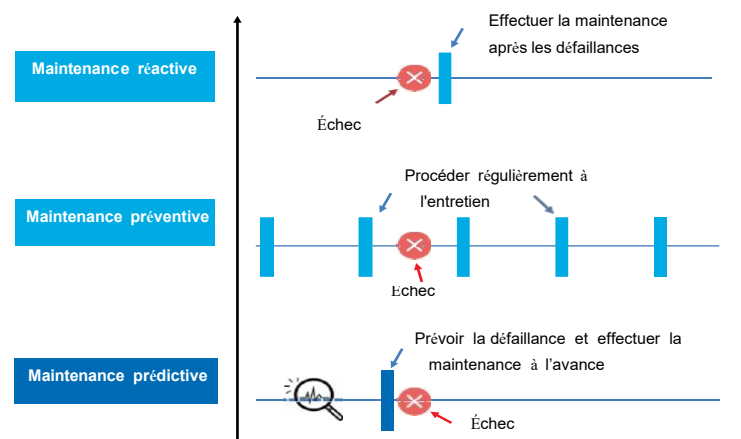 Effectuer la maintenance
après les défaillances
Maintenance réactive
Échec
Procéder régulièrement à
l'entretien
Maintenance préventive
Echec
Prévoir la défaillance et effectuer la
maintenance à l’avance
Maintenance prédictive
Échec